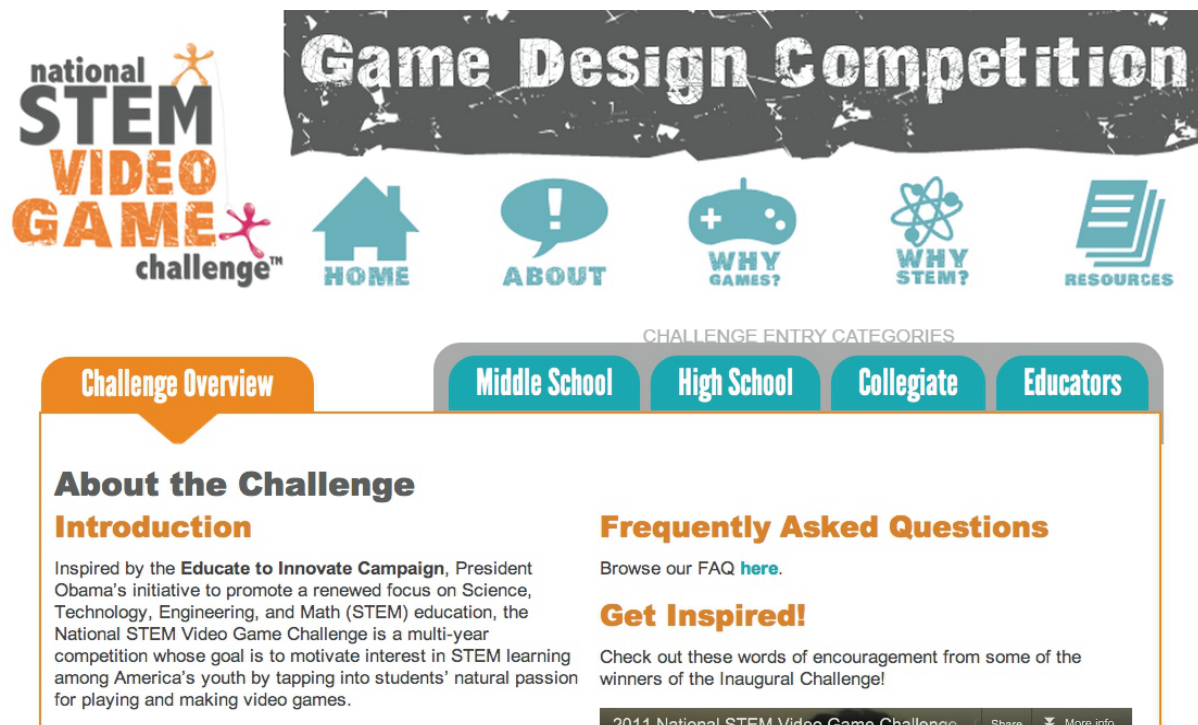 national
STEM
VIDEO
GAME
challenge™
Game Design Competition
HOME
ABOUT
WHY
GAMES?
WHY
STEM?
RESOURCES
CHALLENGE ENTRY CATEGORIES
Challenge Overview
Middle School
High School
Collegiate
Educators
About the Challenge
Introduction
Inspired by the Educate to Innovate Campaign, President
Obama's initiative to promote a renewed focus on Science,
Technology, Engineering, and Math (STEM) education, the
National STEM Video Game Challenge is a multi-year
competition whose goal is to motivate interest in STEM learning
among America's youth by tapping into students' natural passion
for playing and making video games.
Frequently Asked Questions
Browse our FAQ here.
Get Inspired!
Check out these words of encouragement from some of the
winners of the Inaugural Challenge!
2011 National STEM Video Game Challenge
Share
More info